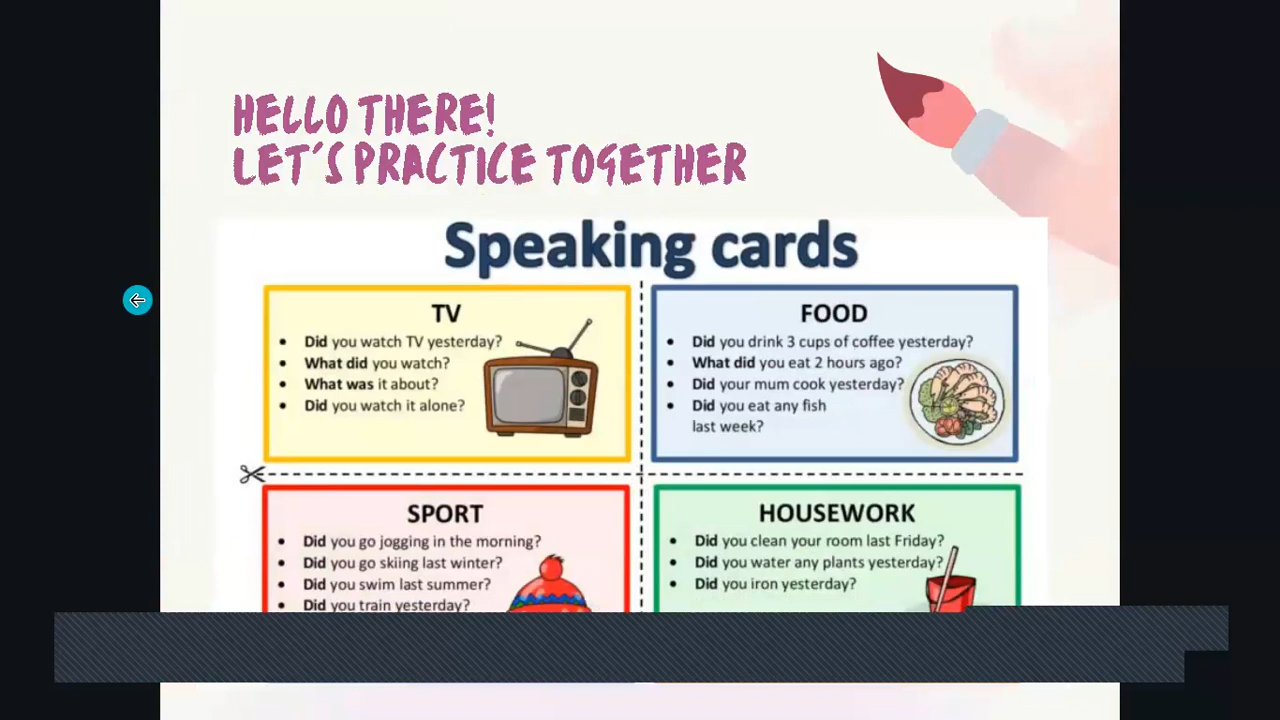 HELLO THERE!
LET'S PRACTICE TOGETHER
Speaking cards
TV
Did you watch TV yesterday?
What did you watch?
What was it about?
Did you watch it alone?
FOOD
Did you drink 3 cups of coffee yesterday?
What did you eat 2 hours ago?
Did your mum cook yesterday?
Did you eat any fish
last week?
SPORT
Did you go jogging in the morning?
Did you go skiing last winter?
Did you swim last summer?
Did you train yesterday?
HOUSEWORK
Did you clean your room last Friday?
Did you water any plants yesterday?
Did you iron yesterday?